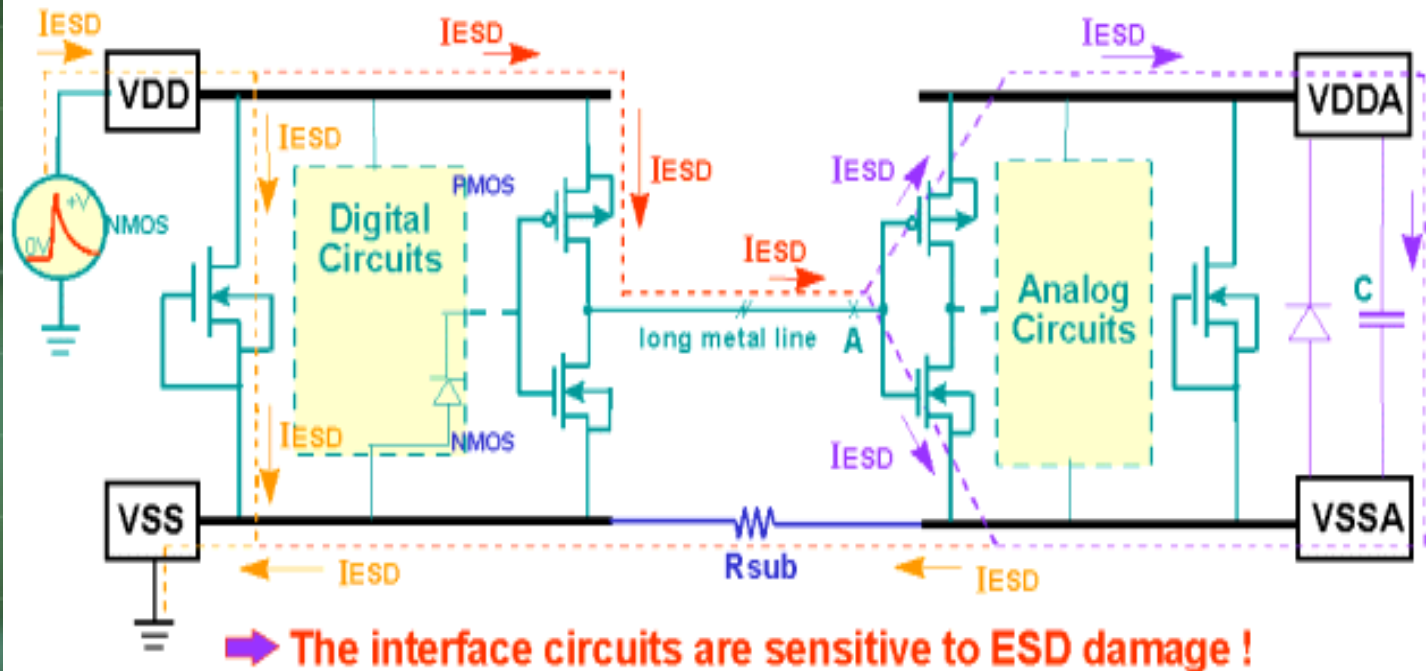 IESD
IESD
IESD
VDD
VDDA
IESD
IESD
IESD
PMOS
+V
0V
NMOS
Digital
Circuits
IESD
IESD
Analog
Circuits
C
long metal line
A
IESD
NMOS
IESD
VSS
VSSA
IESD
Rsub
IESD
The interface circuits are sensitive to ESD damage !